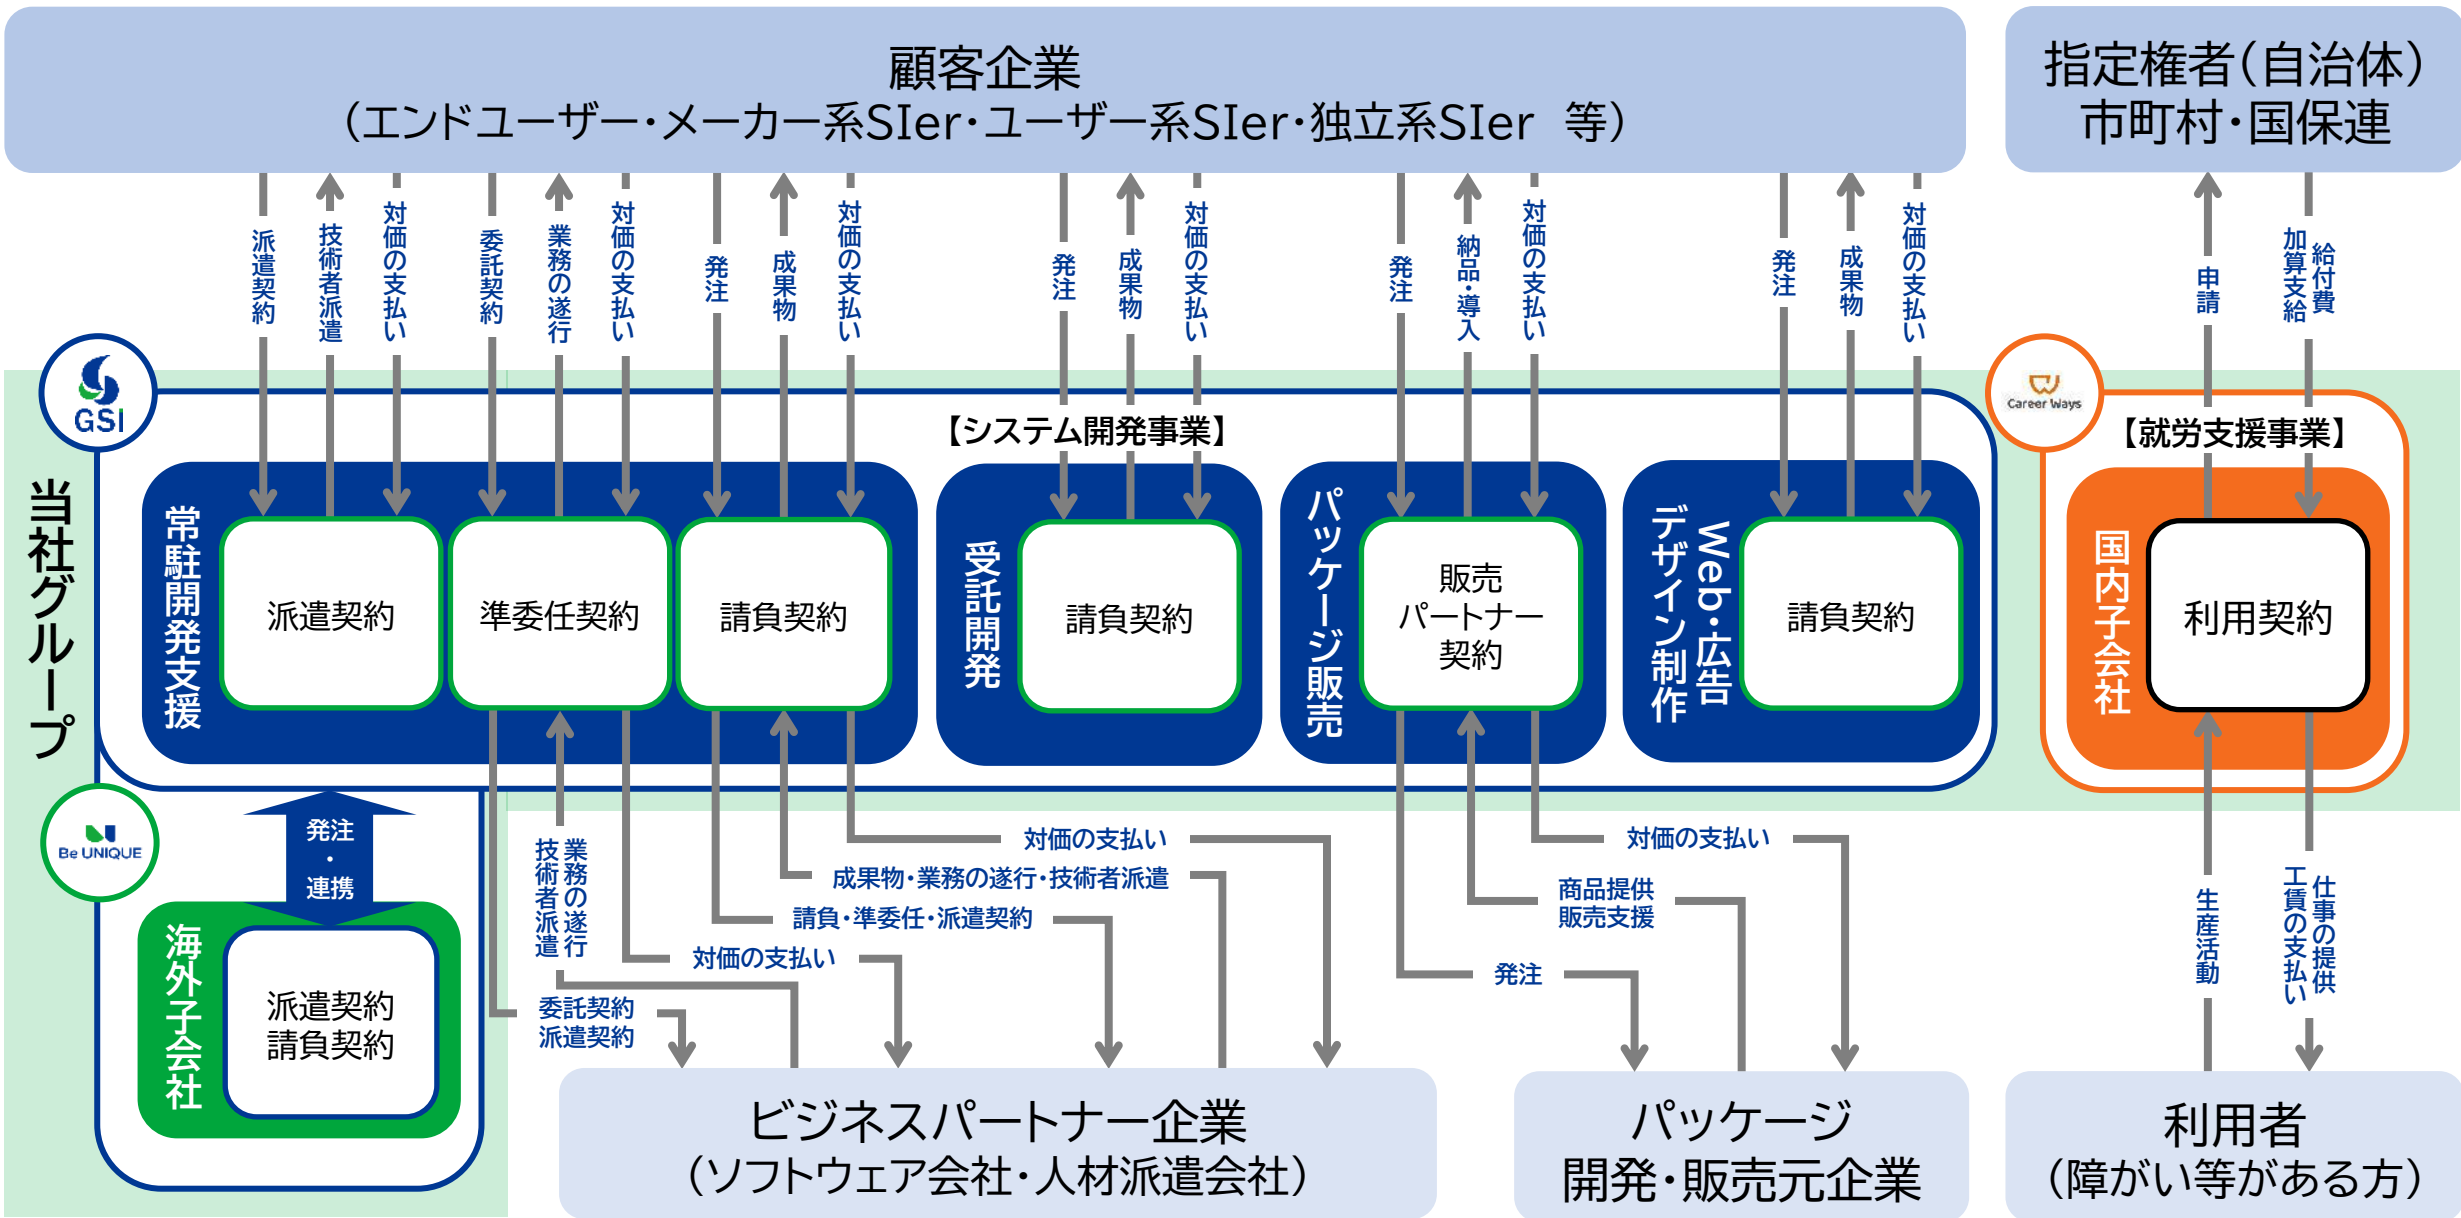 顧客企業
（エンドユーザー・メーカー系SIer・ユーザー系SIer・独立系SIer　等）
指定権者（自治体）
市町村・国保連
派遣契約
技術者派遣
対価の支払い
委託契約
業務の遂行
対価の支払い
発注
成果物
対価の支払い
発注
成果物
対価の支払い
発注
納品・導入
対価の支払い
発注
成果物
対価の支払い
申請
給付費
加算支給
GSi
Career Ways
【システム開発事業】
【就労支援事業】
当社グループ
常駐開発支援
派遣契約
準委任契約
請負契約
受託開発
請負契約
パッケージ販売
販売
パートナー
契約
Web・広告
デザイン制作
請負契約
国内子会社
利用契約
Be UNIQUE
発注
・
連携
海外子会社
派遣契約
請負契約
業務の遂行
技術者派遣
対価の支払い
成果物・業務の遂行・技術者派遣
請負・準委任・派遣契約
対価の支払い
委託契約
派遣契約
対価の支払い
商品提供
販売支援
発注
生産活動
仕事の提供
工賃の支払い
ビジネスパートナー企業
（ソフトウェア会社・人材派遣会社）
パッケージ
開発・販売元企業
利用者
（障がい等がある方）